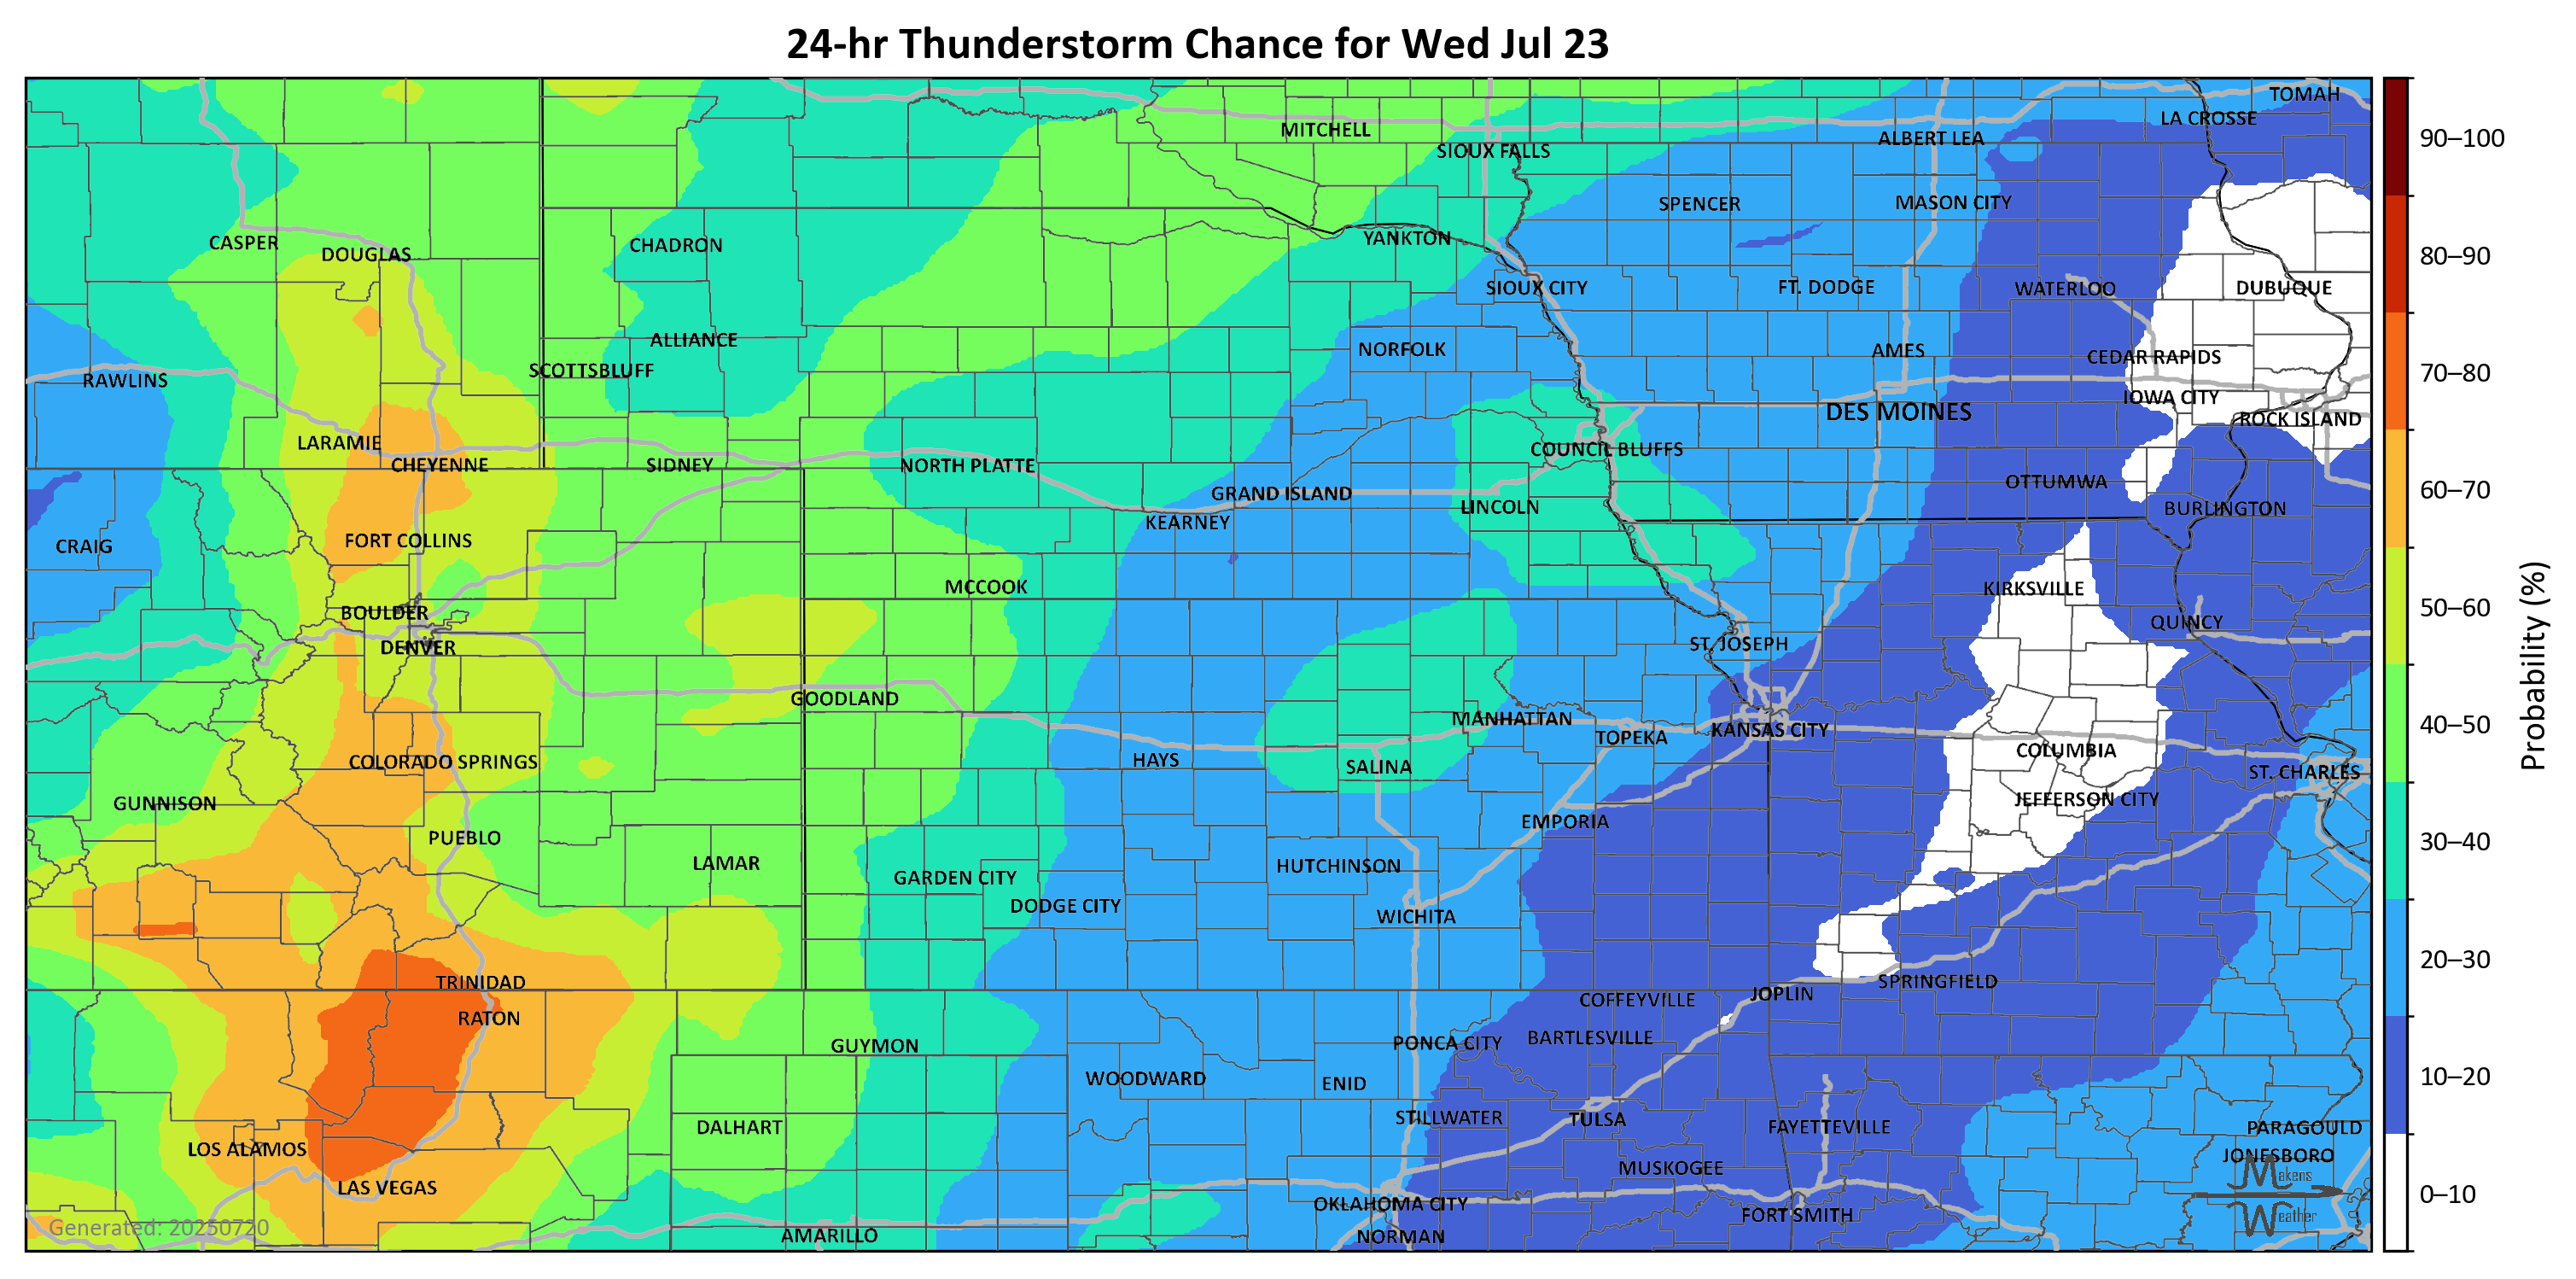 24-hr Thunderstorm Chance for Wed Jul 23
TOMAH
LA CROSSE
MITCHELL
ALBERT LEA
SIOUX FALLS
SPENCER
MASON CITY
CASPER
DOUGLAS
CHADRON
YANKTON
SIOUX CITY
FT. DODGE
WATERLOO
DUBUQUE
ALLIANCE
NORFOLK
AMES
CEDAR RAPIDS
RAWLINS
SCOTTSBLUFF
IOWA CITY
DES MOINES
ROCK ISLAND
LARAMIE
COUNCIL BLUFFS
CHEYENNE
SIDNEY
NORTH PLATTE
OTTUMWA
GRAND ISLAND
LINCOLN
BURLINGTON
KEARNEY
CRAIG
FORT COLLINS
MCCOOK
KIRKSVILLE
BOULDER
QUINCY
DENVER
ST. JOSEPH
GOODLAND
MANHATTAN
TOPEKA
KANSAS CITY
COLORADO SPRINGS
HAYS
SALINA
COLUMBIA
ST. CHARLES
GUNNISON
JEFFERSON CITY
PUEBLO
EMPORIA
LAMAR
HUTCHINSON
GARDEN CITY
DODGE CITY
WICHITA
TRINIDAD
SPRINGFIELD
JOPLIN
COFFEYVILLE
RATON
BARTLESVILLE
GUYMON
PONCA CITY
WOODWARD
ENID
STILLWATER
TULSA
DALHART
FAYETTEVILLE
PARAGOULD
LOS ALAMOS
JONESBORO
MUSKOGEE
LAS VEGAS
OKLAHOMA CITY
FORT SMITH
AMARILLO
NORMAN
Generated: 20250720
Makens
Weather
90–100
80–90
70–80
60–70
50–60
40–50
30–40
20–30
10–20
0–10
Probability (%)